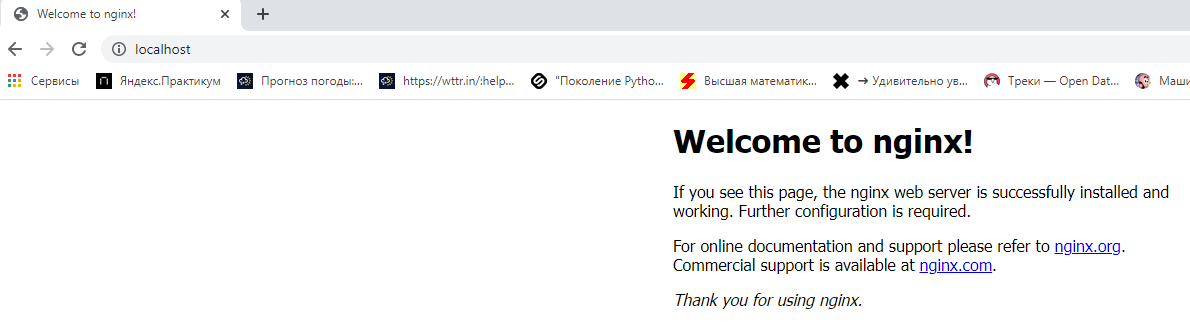 Welcome to nginx!
localhost
Сервисы Яндекс.Практикум Прогноз погоды:... https://wttr.in/:help... "Поколение Pytho... Высшая математик... → Удивительно ув... Треки — Open Dat... Маши
Welcome to nginx!
If you see this page, the nginx web server is successfully installed and
working. Further configuration is required.
For online documentation and support please refer to nginx.org.
Commercial support is available at nginx.com.
Thank you for using nginx.